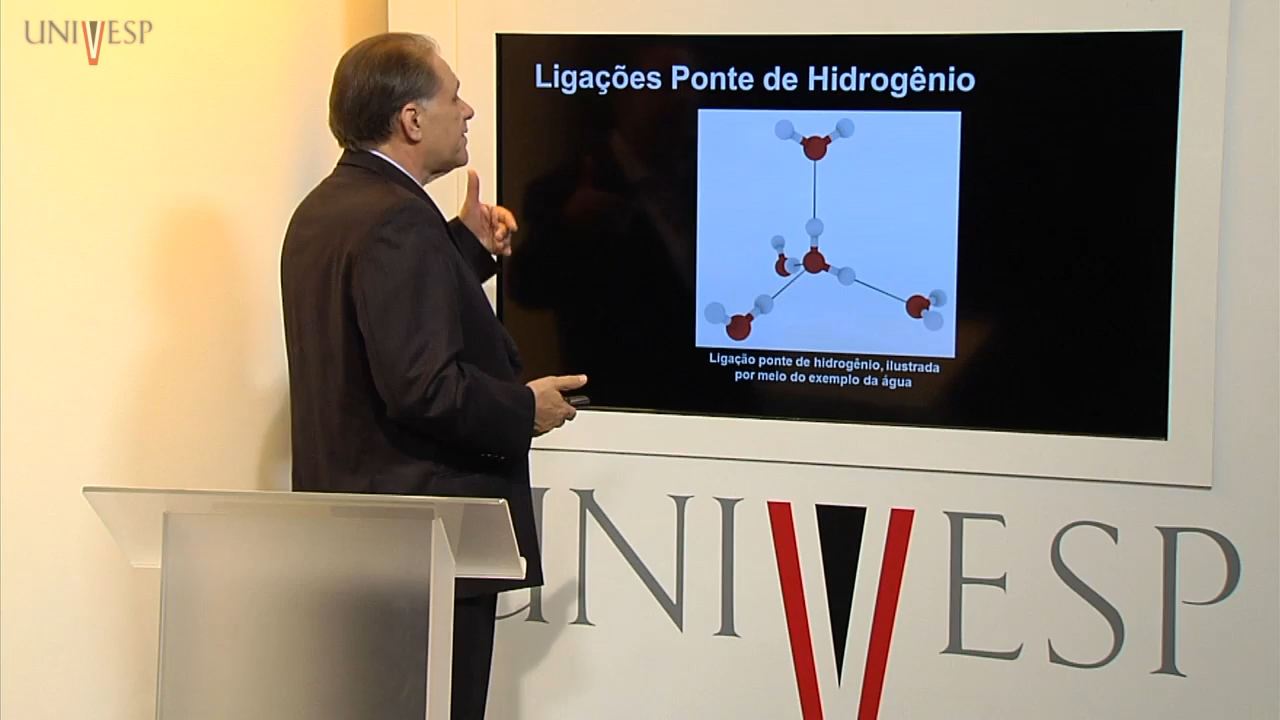 UNIVESP
Ligações Ponte de Hidrogênio
Ligação ponte de hidrogênio, ilustrada
por meio do exemplo da água
UNIVESP